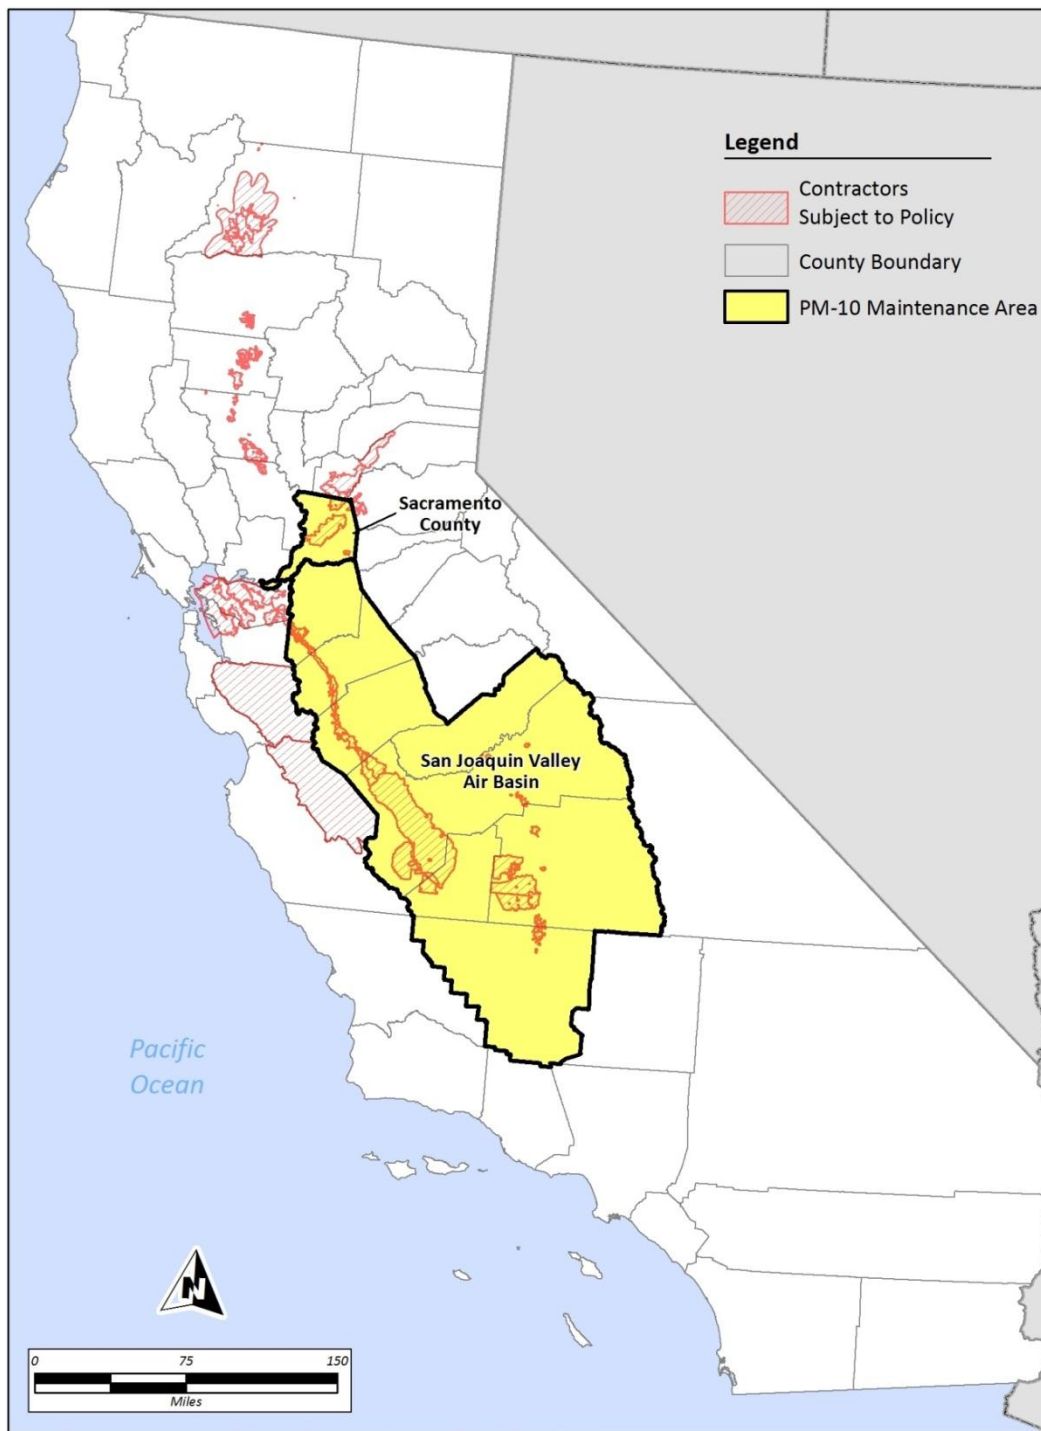 Legend
Contractors
Subject to Policy
County Boundary
PM-10 Maintenance Area
Sacramento
County
San Joaquin Valley
Air Basin
Pacific
Ocean
N
0 75 150
Miles